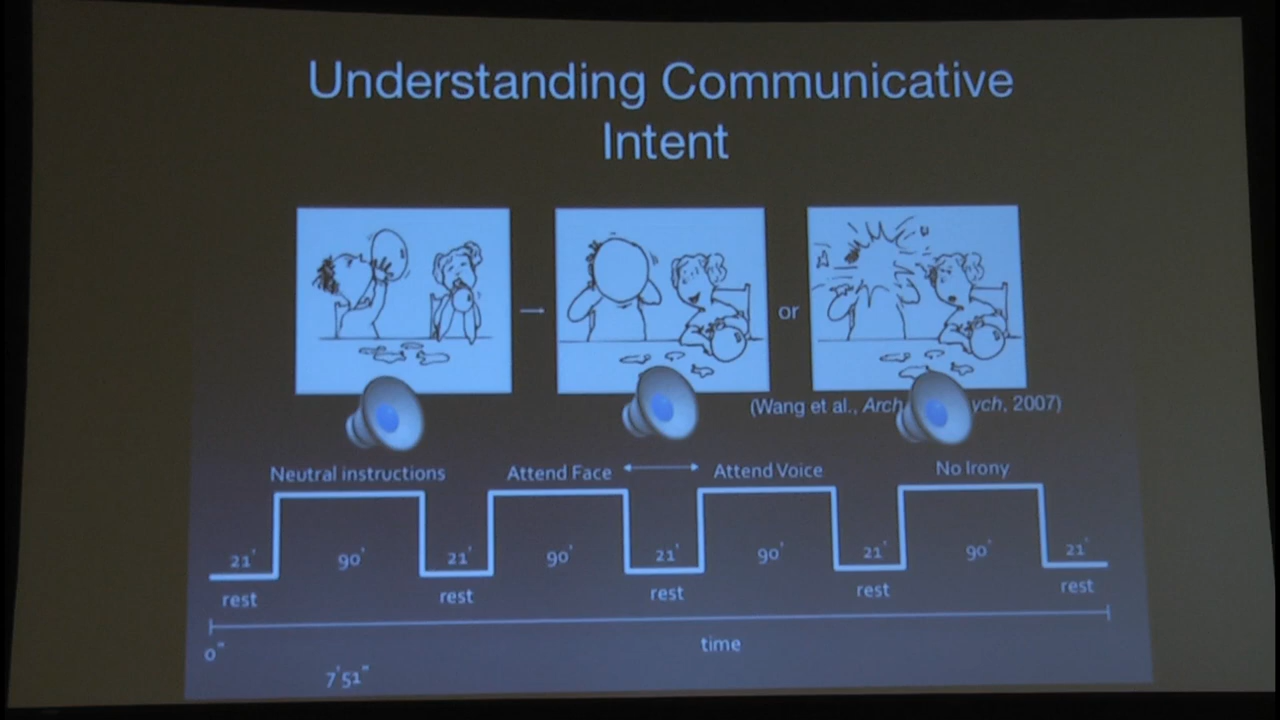 Understanding Communicative
Intent
or
(Wang et al., Arch ych, 2007)
Neutral instructions Attend Face Attend Voice No Irony
21' 90' 21' 90' 21' 90' 21' 90' 21'
rest rest rest rest rest
0" time
7'51"